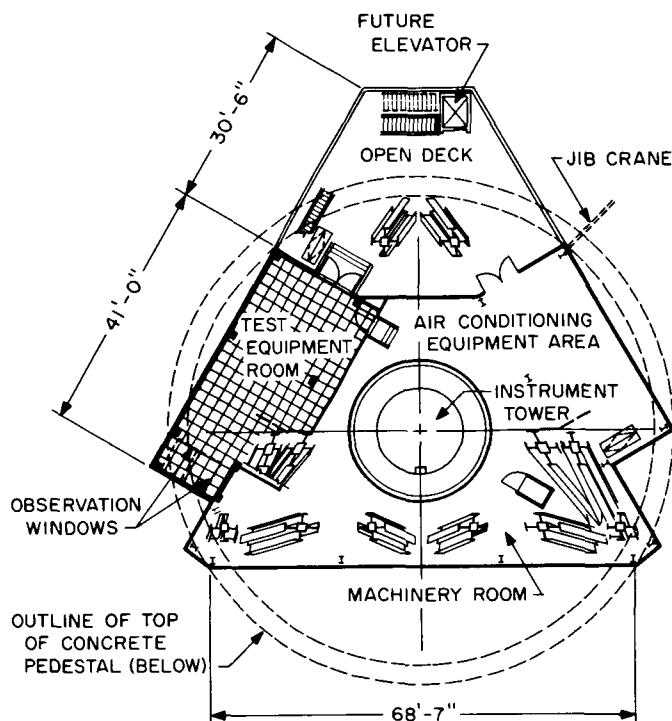 FUTURE
ELEVATOR
30'-6"
OPEN DECK
JIB CRANE
41'-0"
TEST
EQUIPMENT
ROOM
AIR CONDITIONING
EQUIPMENT AREA
INSTRUMENT
TOWER
OBSERVATION
WINDOWS
MACHINERY ROOM
OUTLINE OF TOP
OF CONCRETE
PEDESTAL (BELOW)
68'-7"